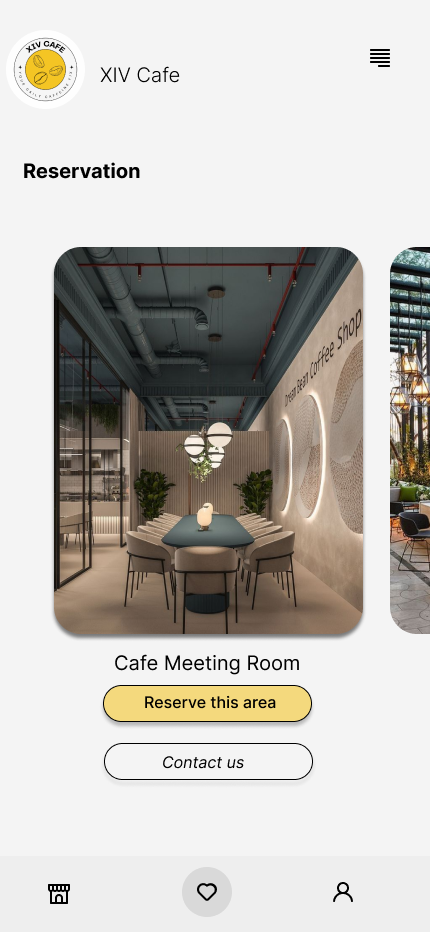 XIV CAFE
YOUR DAILY CAFFEINE FIX
XIV Cafe
Reservation
Dream Bean Coffee Shop
Cafe Meeting Room
Reserve this area
Contact us